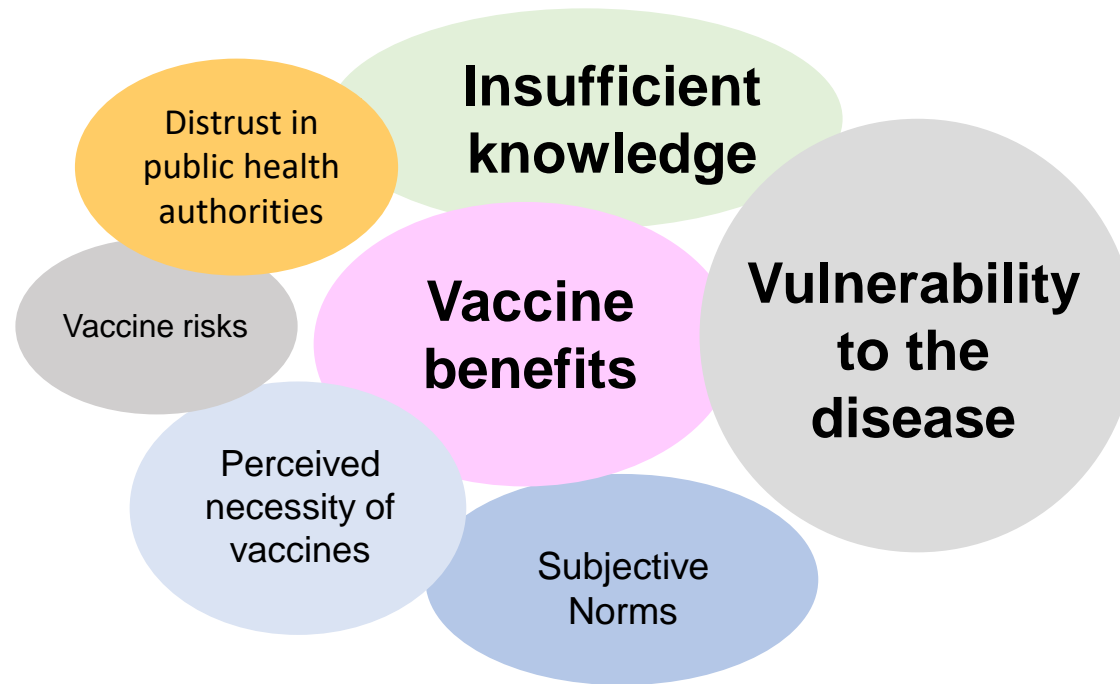 Insufficient
knowledge
Distrust in
public health
authorities
Vaccine
benefits
Vulnerability
to the
disease
Vaccine risks
Perceived
necessity of
vaccines
Subjective
Norms